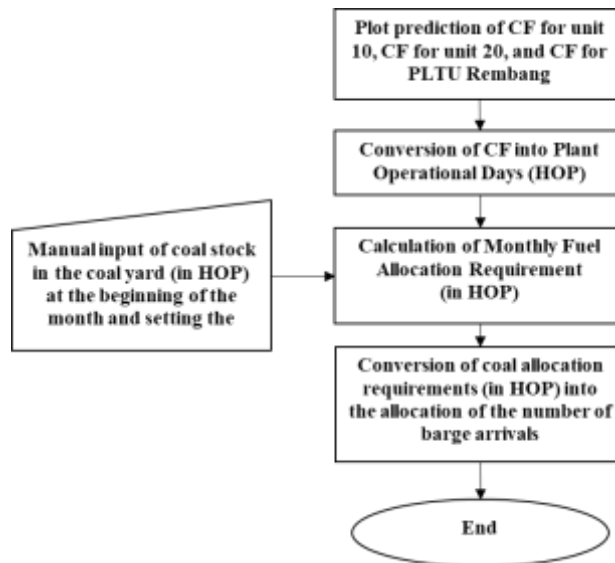 Plot prediction of CF for unit
10, CF for unit 20, and CF for
PLTU Rembang
Conversion of CF into Plant
Operational Days (HOP)
Manual input of coal stock
in the coal yard (in HOP)
at the beginning of the
month and setting the
Calculation of Monthly Fuel
Allocation Requirement
(in HOP)
Conversion of coal allocation
requirements (in HOP) into
the allocation of the number of
barge arrivals
End